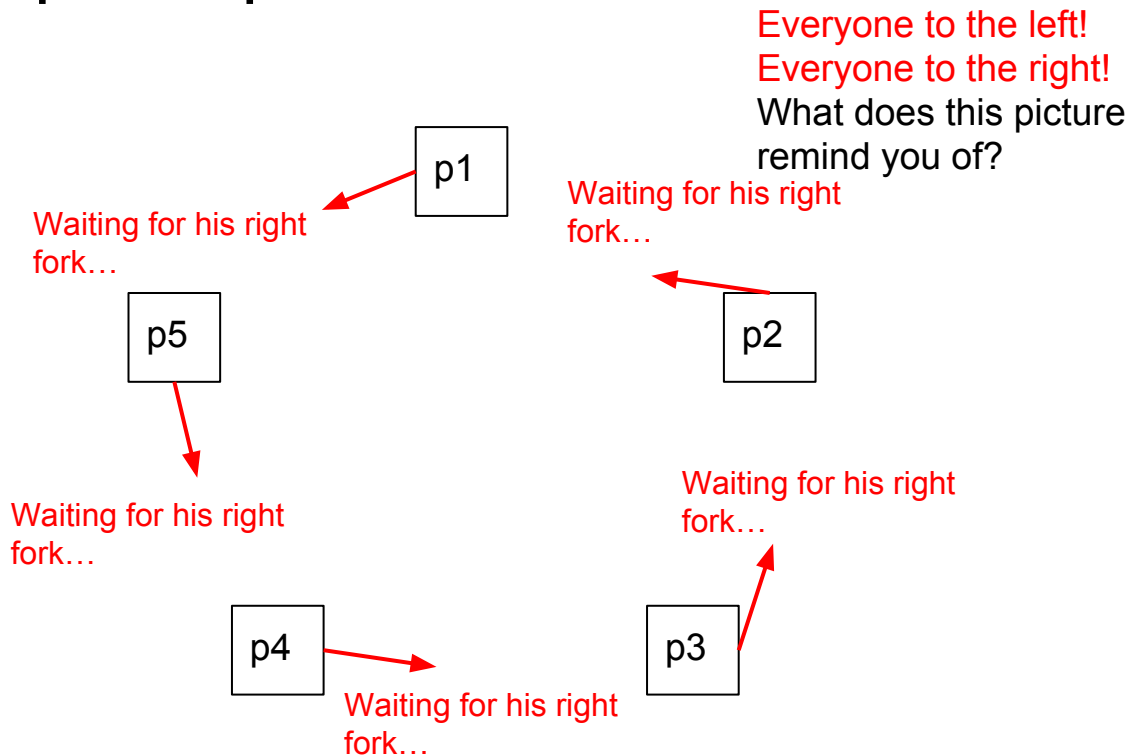 Everyone to the left!
Everyone to the right!
What does this picture
remind you of?
p1
Waiting for his right
fork…
Waiting for his right
fork…
p5
p2
Waiting for his right
fork…
Waiting for his right
fork…
p4
p3
Waiting for his right
fork…